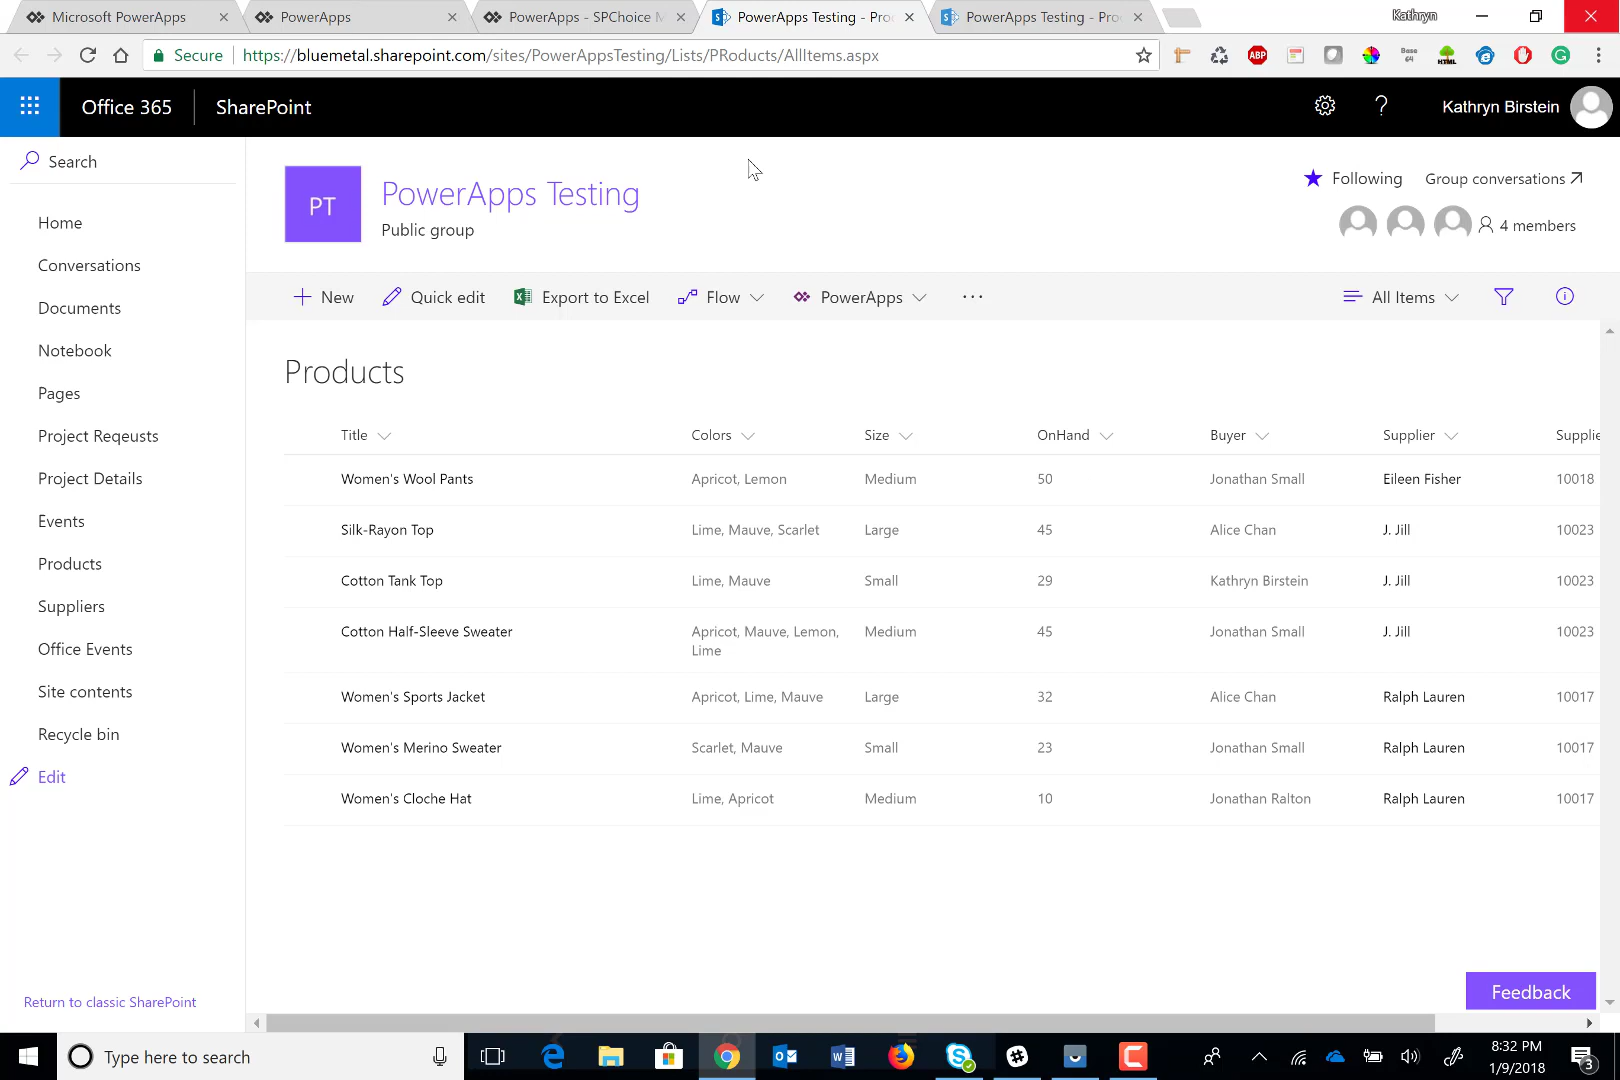 Microsoft PowerApps
PowerApps
PowerApps - SPChoice M
PowerApps Testing - Pro
PowerApps Testing - Pro
Kathryn
Secure
https://bluemetal.sharepoint.com/sites/PowerAppsTesting/Lists/PRoducts/AllItems.aspx
ABP
Base 64
HTML
Office 365
SharePoint
Kathryn Birstein
Search
PT
PowerApps Testing
Public group
Following
Group conversations
4 members
Home
Conversations
Documents
Notebook
Pages
Project Reqeusts
Project Details
Events
Products
Suppliers
Office Events
Site contents
Recycle bin
Edit
Return to classic SharePoint
New
Quick edit
Export to Excel
Flow
PowerApps
All Items
Products
Title Colors Size OnHand Buyer Supplier Supplie
Women's Wool Pants Apricot, Lemon Medium 50 Jonathan Small Eileen Fisher 10018
Silk-Rayon Top Lime, Mauve, Scarlet Large 45 Alice Chan J. Jill 10023
Cotton Tank Top Lime, Mauve Small 29 Kathryn Birstein J. Jill 10023
Cotton Half-Sleeve Sweater Apricot, Mauve, Lemon, Medium 45 Jonathan Small J. Jill 10023
Lime
Women's Sports Jacket Apricot, Lime, Mauve Large 32 Alice Chan Ralph Lauren 10017
Women's Merino Sweater Scarlet, Mauve Small 23 Jonathan Small Ralph Lauren 10017
Women's Cloche Hat Lime, Apricot Medium 10 Jonathan Ralton Ralph Lauren 10017
Feedback
Type here to search
8:32 PM
1/9/2018
3